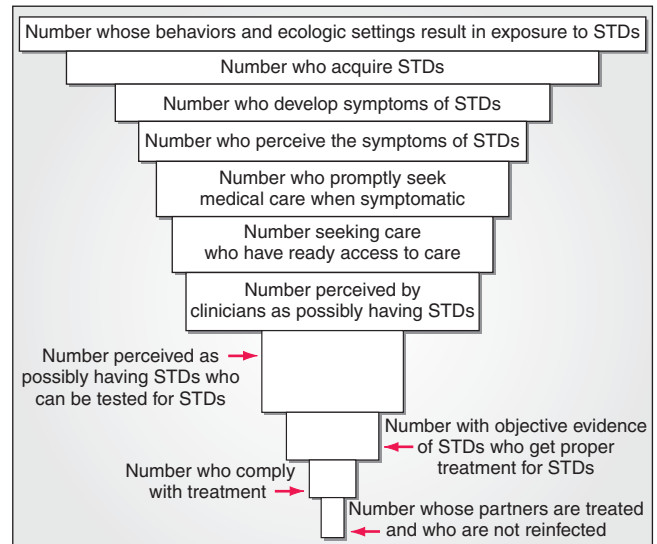 Number whose behaviors and ecologic settings result in exposure to STDs
Number who acquire STDs
Number who develop symptoms of STDs
Number who perceive the symptoms of STDs
Number who promptly seek
medical care when symptomatic
Number seeking care
who have ready access to care
Number perceived by
clinicians as possibly having STDs
Number perceived as
possibly having STDs who
can be tested for STDs
Number with objective evidence
of STDs who get proper
treatment for STDs
Number who comply
with treatment
Number whose partners are treated
and who are not reinfected